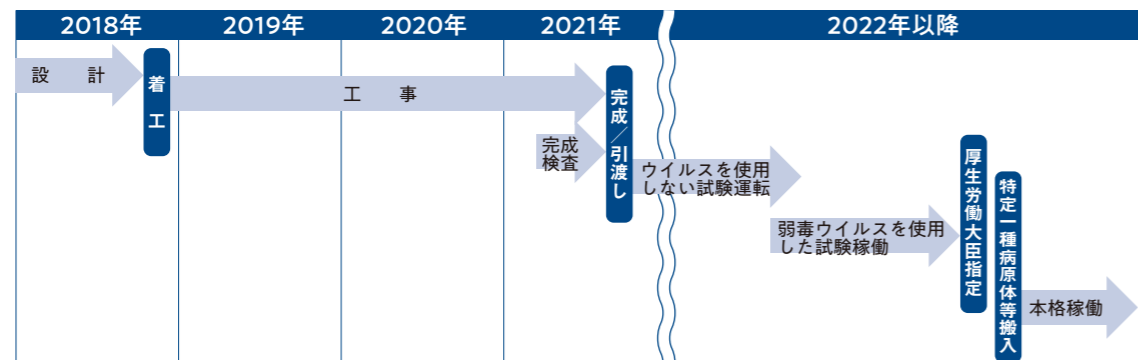 2018年
2019年
2020年
2021年
2022年以降
設計
着工
工事
完成検査
完成／引渡し
ウイルスを使用
しない試験運転
弱毒ウイルスを使用
した試験稼働
厚生労働大臣指定
特定一種病原体等搬入
本格稼働